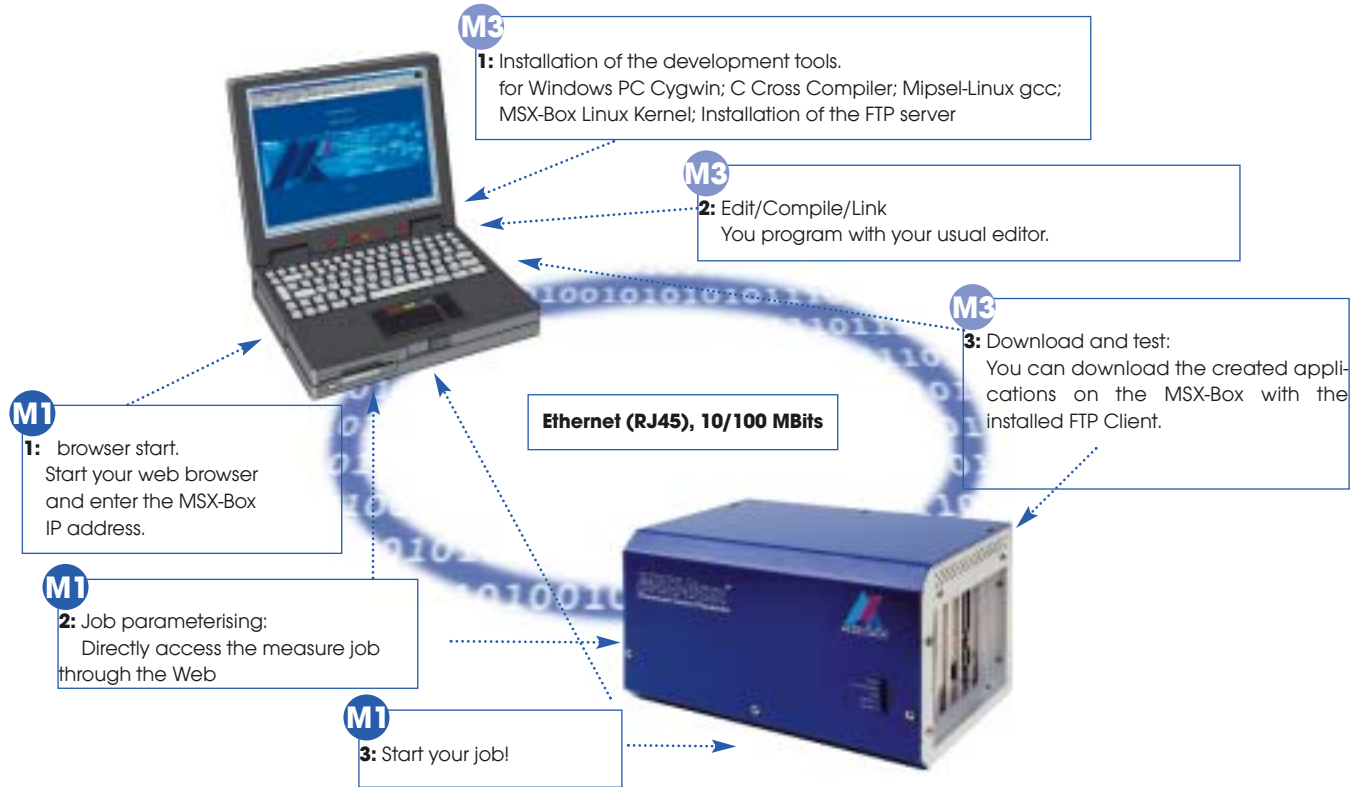 M3
1: Installation of the development tools.
for Windows PC Cygwin; C Cross Compiler; Mipsel-Linux gcc;
MSX-Box Linux Kernel; Installation of the FTP server
M3
2: Edit/Compile/Link
You program with your usual editor.
M3
3: Download and test:
You can download the created appli-
cations on the MSX-Box with the
installed FTP Client.
Ethernet (RJ45), 10/100 MBits
M1
1: browser start.
Start your web browser
and enter the MSX-Box
IP address.
M1
2: Job parameterising:
Directly access the measure job
through the Web
M1
3: Start your job!
MSX-Box